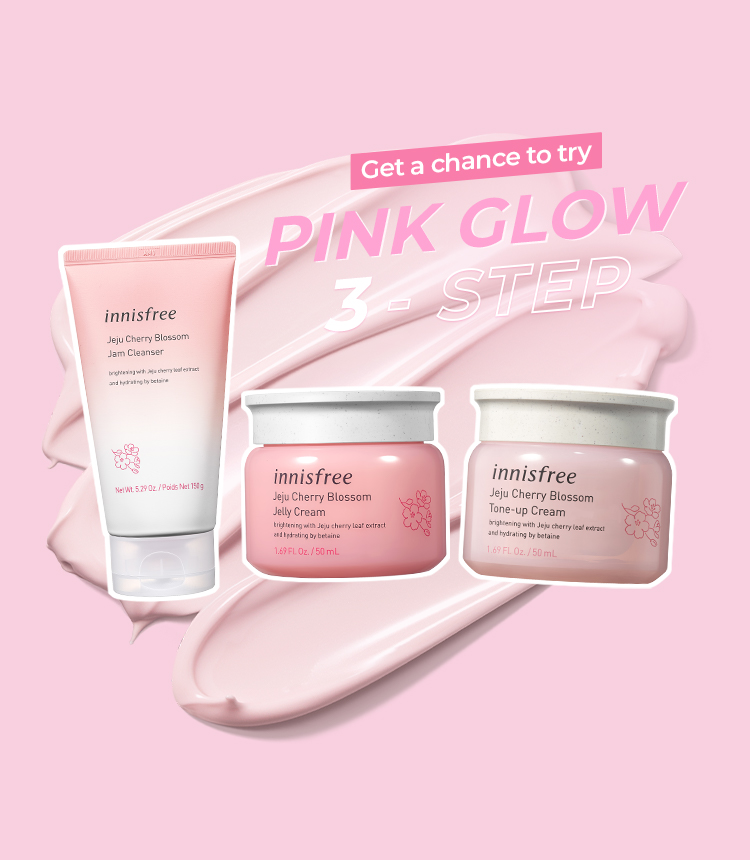 Get a chance to try
PINK GLOW
3 - STEP
innisfree
Jeju Cherry Blossom
Jam Cleanser
brightening with Jeju cherry leaf extract
and hydrating by betaine
Net Wt. 5.29 Oz. / Poids Net 150 g
innisfree
Jeju Cherry Blossom
Jelly Cream
brightening with Jeju cherry leaf extract
and hydrating by betaine
1.69 Fl. Oz. / 50 mL
innisfree
Jeju Cherry Blossom
Tone-up Cream
brightening with Jeju cherry leaf extract
and hydrating by betaine
1.69 Fl. Oz. / 50 mL